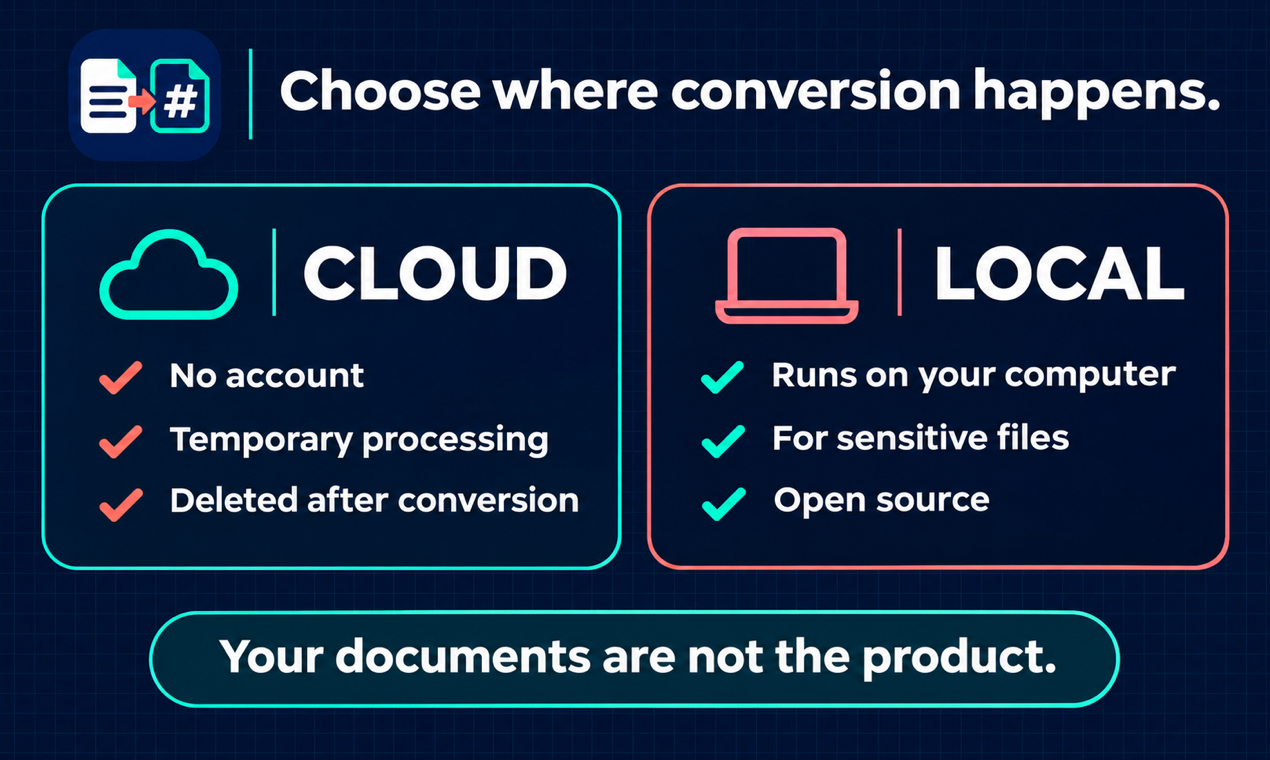 #
Choose where conversion happens.
CLOUD
No account
Temporary processing
Deleted after conversion
LOCAL
Runs on your computer
For sensitive files
Open source
Your documents are not the product.